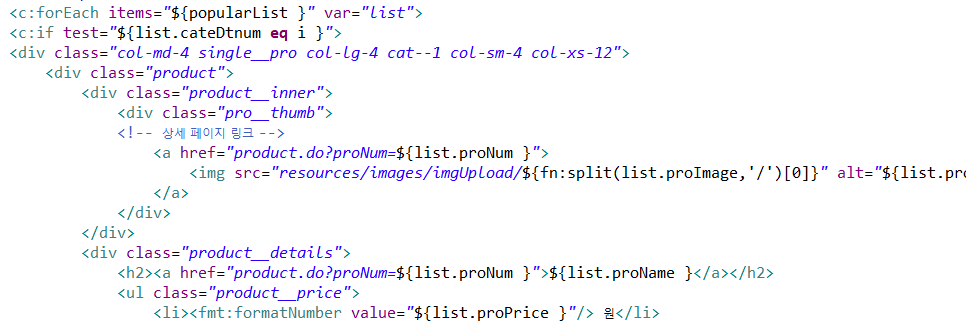 <c:forEach items="${popularList }" var="list">
<c:if test="${list.cateDtnum eq i }">
<div class="col-md-4 single__pro col-lg-4 cat--1 col-sm-4 col-xs-12">
<div class="product">
<div class="product__inner">
<div class="pro__thumb">
<!-- 상세 페이지 링크 -->
<a href="product.do?proNum=${list.proNum }">
<img src="resources/images/imgUpload/${fn:split(list.proImage,'/')[0]}" alt="${list.pro
</a>
</div>
</div>
<div class="product__details">
<h2><a href="product.do?proNum=${list.proNum }">${list.proName }</a></h2>
<ul class="product__price">
<li><fmt:formatNumber value="${list.proPrice }"/> 원</li>